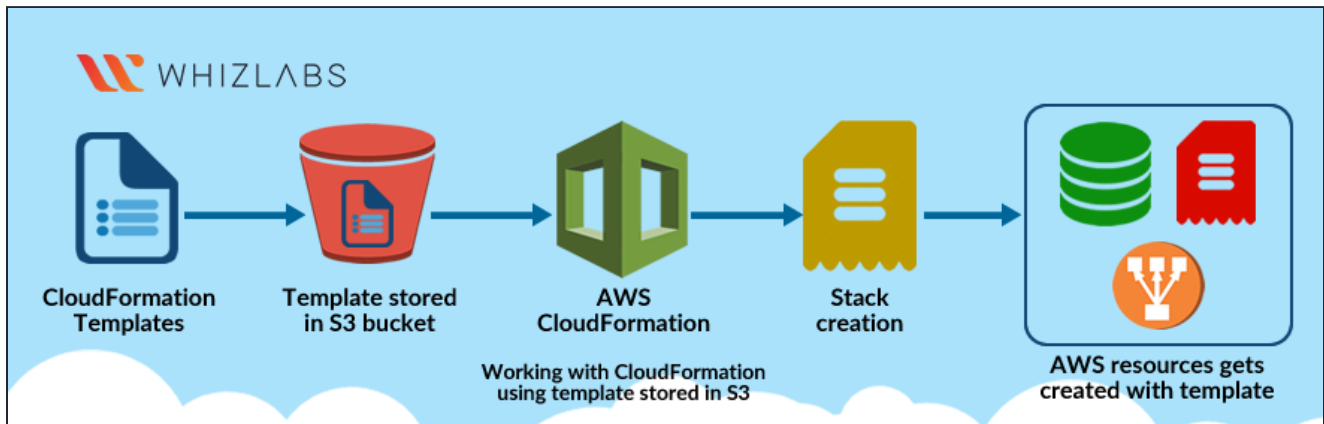 WHIZLABS
CloudFormation
Templates
Template stored
in S3 bucket
AWS
CloudFormation
Stack
creation
AWS resources gets
created with template
Working with CloudFormation
using template stored in S3